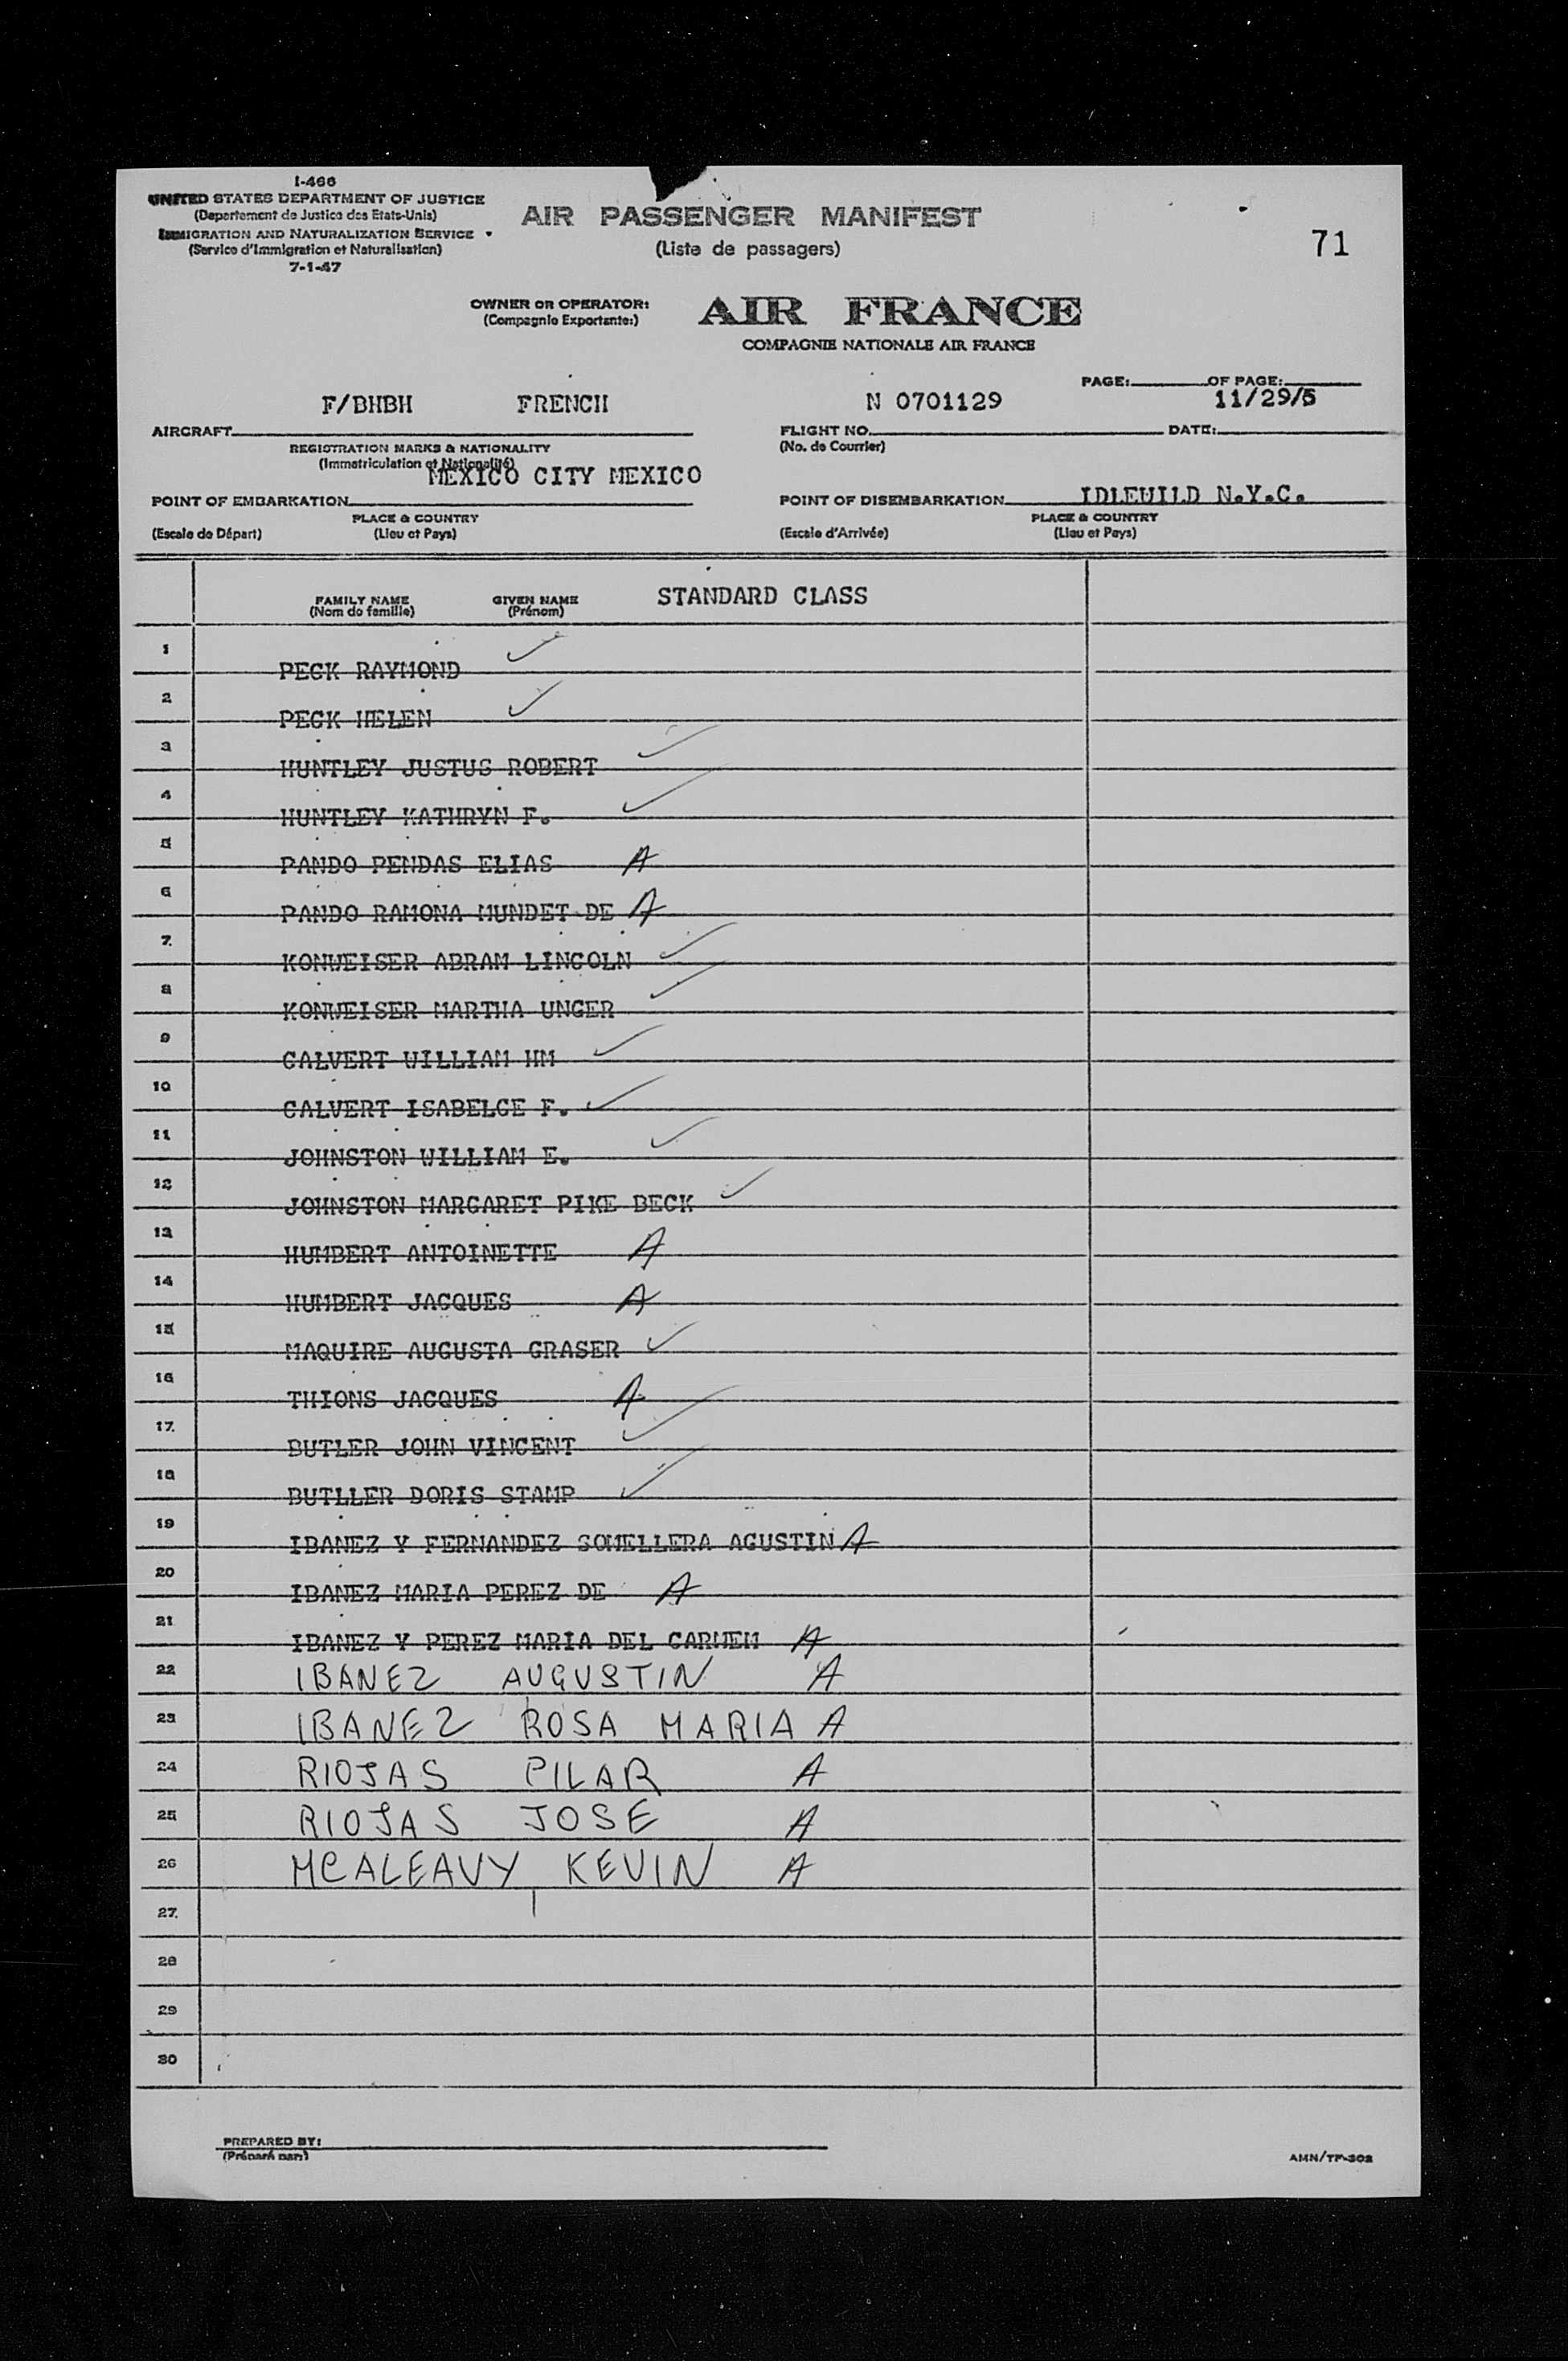 I-466
UNITED STATES DEPARTMENT OF JUSTICE
(Departement de Justice des Etats-Unis)
IMMIGRATION AND NATURALIZATION SERVICE
(Service d'Immigration et Naturalisation)
7-1-47
AIR PASSENGER MANIFEST
(Liste de passagers)
71
OWNER OR OPERATOR:
(Compagnie Exportante:)
AIR FRANCE
COMPAGNIE NATIONALE AIR FRANCE
PAGE: OF PAGE:
F/BHBH FRENCH N 0701129 11/29/5
AIRCRAFT FLIGHT NO. DATE:
REGISTRATION MARKS & NATIONALITY (No. de Courrier)
(Immatriculation et Nationalité)
MEXICO CITY MEXICO
POINT OF EMBARKATION POINT OF DISEMBARKATION IDLEWILD N.Y.C.
PLACE & COUNTRY PLACE & COUNTRY
(Escale de Départ) (Lieu et Pays) (Escale d'Arrivée) (Lieu et Pays)
FAMILY NAME GIVEN NAME STANDARD CLASS
(Nom de famille) (Prénom)
1 PECK RAYMOND ✓
2 PECK HELEN ✓
3 HUNTLEY JUSTUS ROBERT ✓
4 HUNTLEY KATHRYN F. ✓
5 PANDO PENDAS ELIAS A
6 PANDO RAMONA MUNDET DE A
7 KONWEISER ABRAM LINCOLN ✓
8 KONWEISER MARTHA UNGER ✓
9 CALVERT WILLIAM HM ✓
10 CALVERT ISABELCE F. ✓
11 JOHNSTON WILLIAM E. ✓
12 JOHNSTON MARGARET PIKE BECK ✓
13 HUMBERT ANTOINETTE A
14 HUMBERT JACQUES A
15 MAQUIRE AUGUSTA GRASER ✓
16 THIONS JACQUES A
17 BUTLER JOHN VINCENT ✓
18 BUTLLER DORIS STAMP ✓
19 IBANEZ Y FERNANDEZ SOMELLERA AGUSTIN A
20 IBANEZ MARIA PEREZ DE A
21 IBANEZ Y PEREZ MARIA DEL CARMEM A
22 IBANEZ AUGUSTIN A
23 IBANEZ ROSA MARIA A
24 RIOJAS PILAR A
25 RIOJAS JOSE A
26 MCALEAVY KEVIN A
27
28
29
30
PREPARED BY:
(Préparé par)
AMN/TF-302